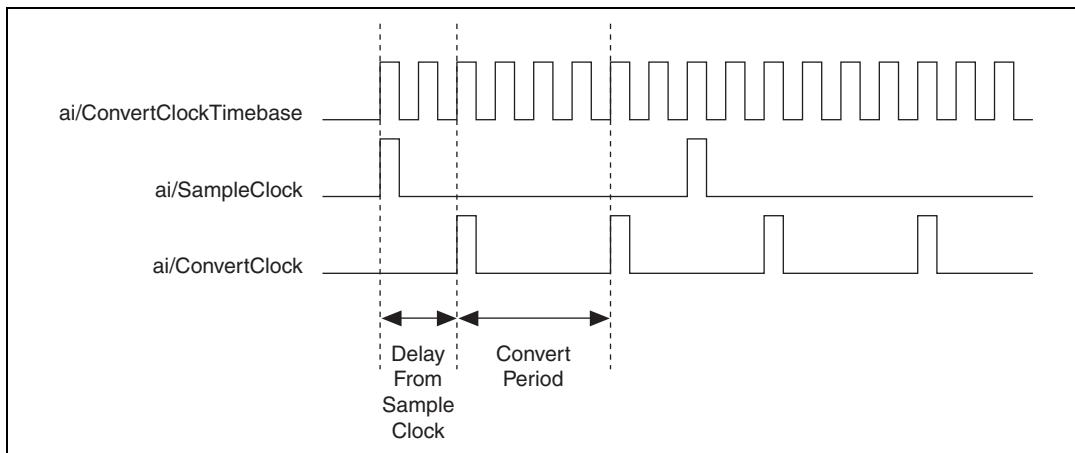 ai/ConvertClockTimebase
ai/SampleClock
ai/ConvertClock
Delay
From
Sample
Clock
Convert
Period